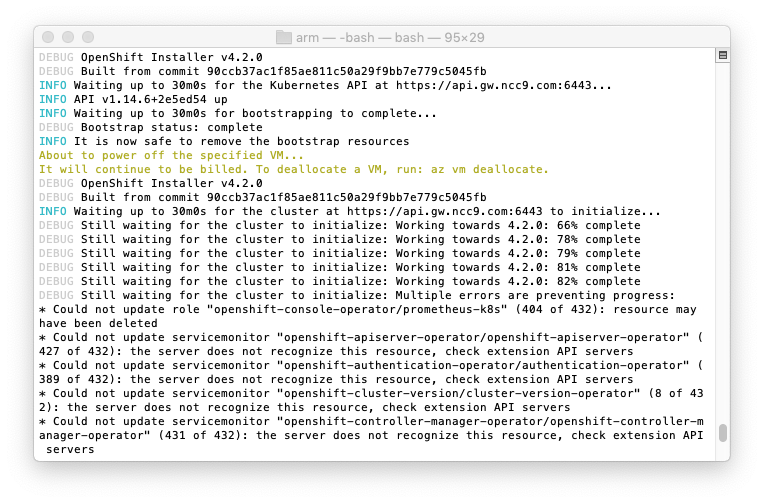 arm — -bash — bash — 95×29
DEBUG OpenShift Installer v4.2.0
DEBUG Built from commit 90ccb37ac1f85ae811c50a29f9bb7e779c5045fb
INFO Waiting up to 30m0s for the Kubernetes API at https://api.gw.ncc9.com:6443...
INFO API v1.14.6+2e5ed54 up
INFO Waiting up to 30m0s for bootstrapping to complete...
DEBUG Bootstrap status: complete
INFO It is now safe to remove the bootstrap resources
About to power off the specified VM...
It will continue to be billed. To deallocate a VM, run: az vm deallocate.
DEBUG OpenShift Installer v4.2.0
DEBUG Built from commit 90ccb37ac1f85ae811c50a29f9bb7e779c5045fb
INFO Waiting up to 30m0s for the cluster at https://api.gw.ncc9.com:6443 to initialize...
DEBUG Still waiting for the cluster to initialize: Working towards 4.2.0: 66% complete
DEBUG Still waiting for the cluster to initialize: Working towards 4.2.0: 78% complete
DEBUG Still waiting for the cluster to initialize: Working towards 4.2.0: 79% complete
DEBUG Still waiting for the cluster to initialize: Working towards 4.2.0: 81% complete
DEBUG Still waiting for the cluster to initialize: Working towards 4.2.0: 82% complete
DEBUG Still waiting for the cluster to initialize: Multiple errors are preventing progress:
* Could not update role "openshift-console-operator/prometheus-k8s" (404 of 432): resource may
have been deleted
* Could not update servicemonitor "openshift-apiserver-operator/openshift-apiserver-operator" (
427 of 432): the server does not recognize this resource, check extension API servers
* Could not update servicemonitor "openshift-authentication-operator/authentication-operator" (
389 of 432): the server does not recognize this resource, check extension API servers
* Could not update servicemonitor "openshift-cluster-version/cluster-version-operator" (8 of 43
2): the server does not recognize this resource, check extension API servers
* Could not update servicemonitor "openshift-controller-manager-operator/openshift-controller-m
anager-operator" (431 of 432): the server does not recognize this resource, check extension API
servers